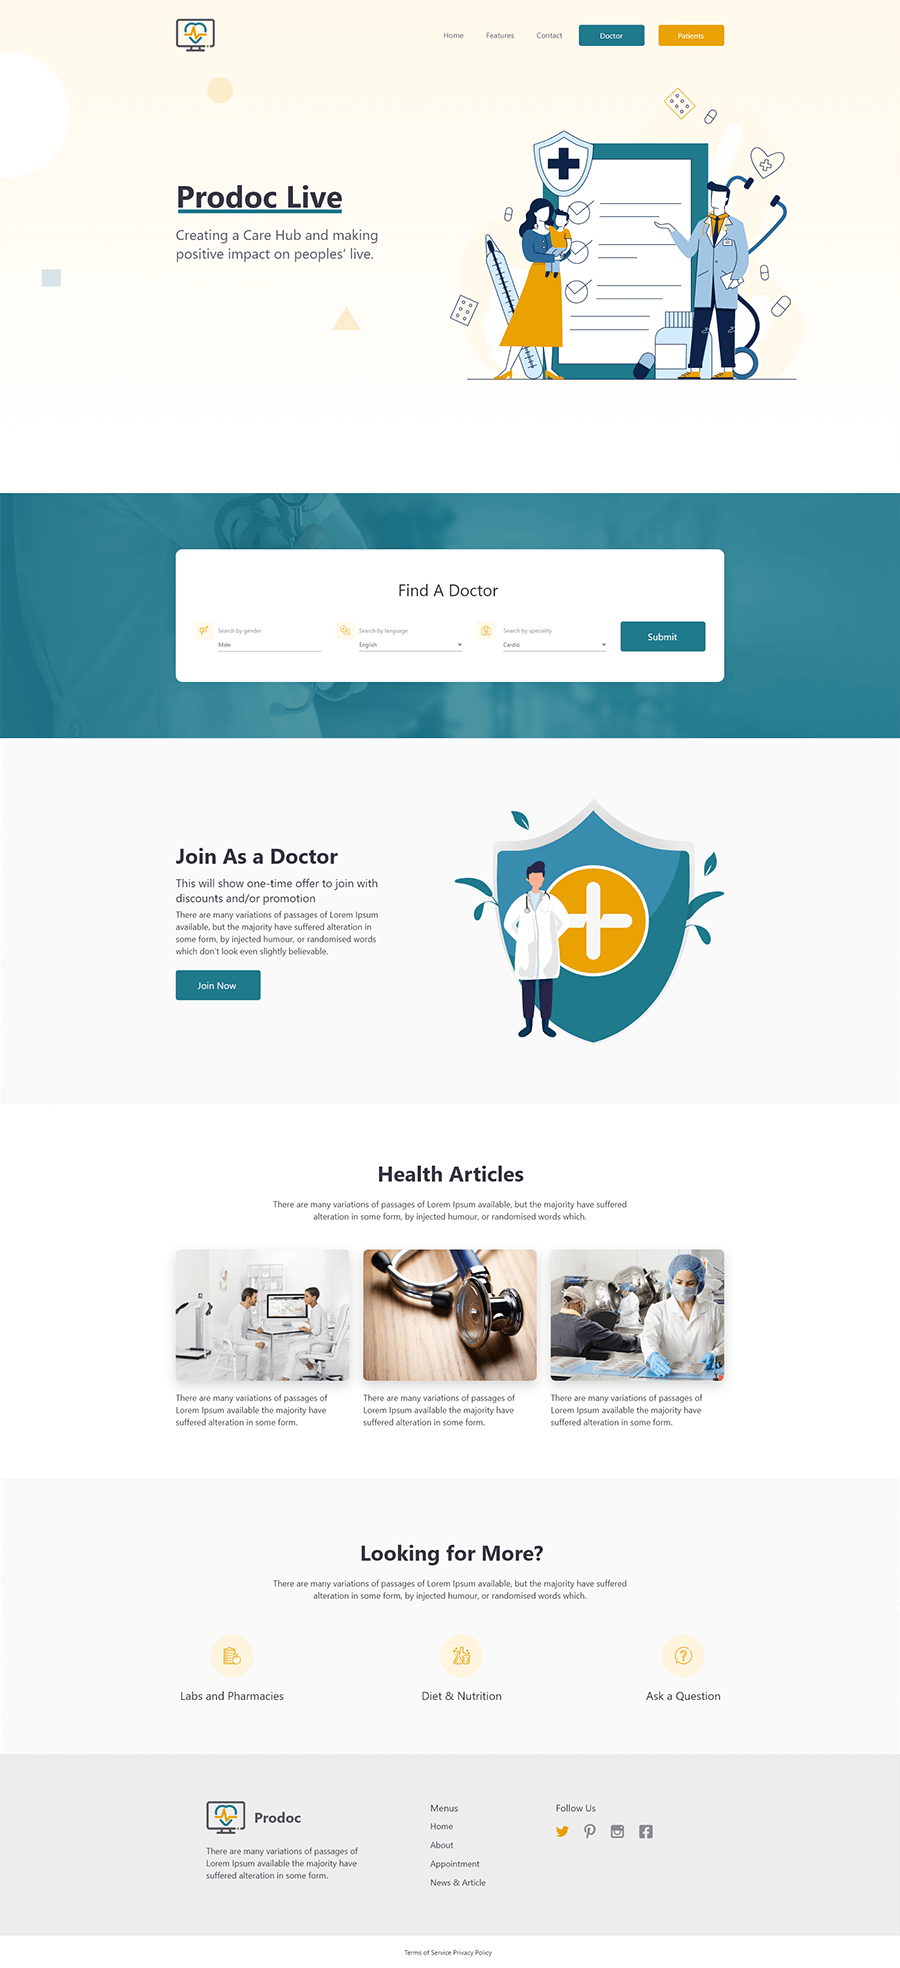 Home
Features
Contact
Doctor
Patients
Prodoc Live
Creating a Care Hub and making
positive impact on peoples' live.
Find A Doctor
Search by gender
Male
Search by language
English
Search by speciality
Cardio
Submit
Join As a Doctor
This will show one-time offer to join with
discounts and/or promotion
There are many variations of passages of Lorem Ipsum
available, but the majority have suffered alteration in
some form, by injected humour, or randomised words
which don't look even slightly believable.
Join Now
Health Articles
There are many variations of passages of Lorem Ipsum available, but the majority have suffered
alteration in some form, by injected humour, or randomised words which.
There are many variations of passages of
Lorem Ipsum available the majority have
suffered alteration in some form.
There are many variations of passages of
Lorem Ipsum available the majority have
suffered alteration in some form.
There are many variations of passages of
Lorem Ipsum available the majority have
suffered alteration in some form.
Looking for More?
There are many variations of passages of Lorem Ipsum available, but the majority have suffered
alteration in some form, by injected humour, or randomised words which.
Labs and Pharmacies
Diet & Nutrition
Ask a Question
Prodoc
There are many variations of passages of
Lorem Ipsum available the majority have
suffered alteration in some form.
Menus
Home
About
Appointment
News & Article
Follow Us
Terms of Service Privacy Policy